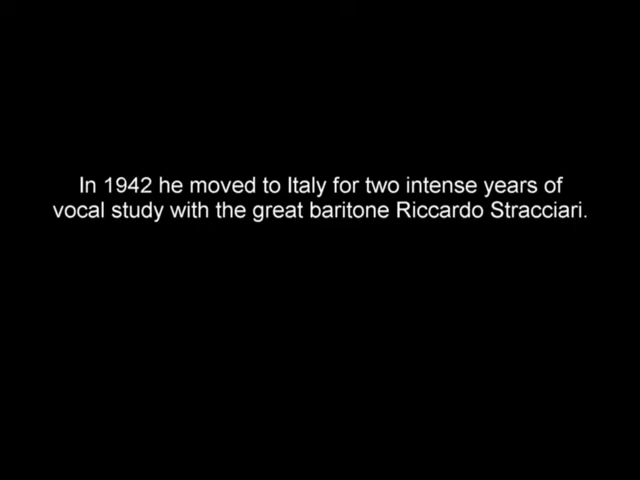 In 1942 he moved to Italy for two intense years of
vocal study with the great baritone Riccardo Stracciari.